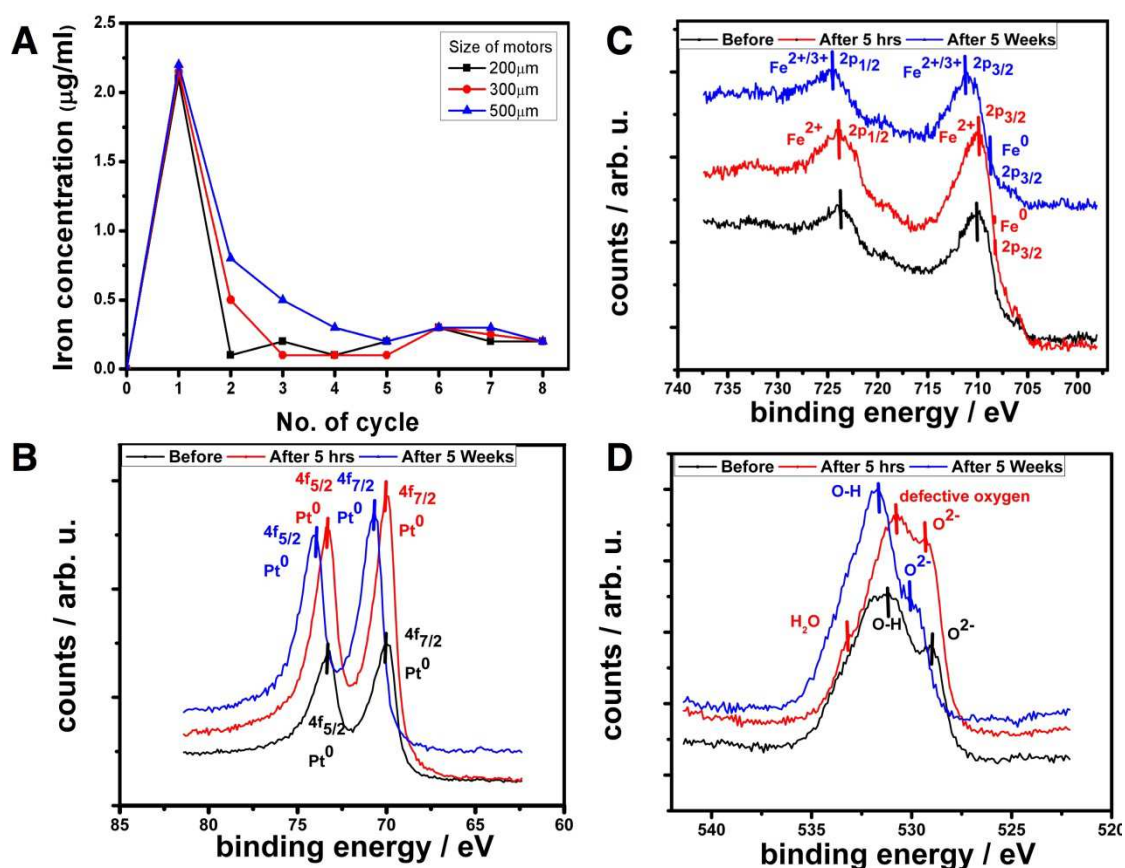 A
Iron concentration (µg/ml)
2.5
2.0
1.5
1.0
0.5
0.0
0 1 2 3 4 5 6 7 8
No. of cycle
Size of motors
200µm
300µm
500µm
B
Before After 5 hrs After 5 Weeks
4f5/2 4f7/2
Pt0 Pt0
4f7/2
Pt0
4f5/2
Pt0
4f7/2
Pt0
4f5/2
Pt0
counts / arb. u.
85 80 75 70 65 60
binding energy / eV
C
Before After 5 hrs After 5 Weeks
Fe2+/3+ 2p1/2 Fe2+/3+ 2p3/2
2p3/2
Fe2+ 2p1/2 Fe2+
Fe0
2p3/2
Fe0
2p3/2
counts / arb. u.
740 735 730 725 720 715 710 705 700
binding energy / eV
D
Before After 5 hrs After 5 Weeks
O-H
defective oxygen
O2-
O2-
H2O
O-H
O2-
counts / arb. u.
540 535 530 525 520
binding energy / eV